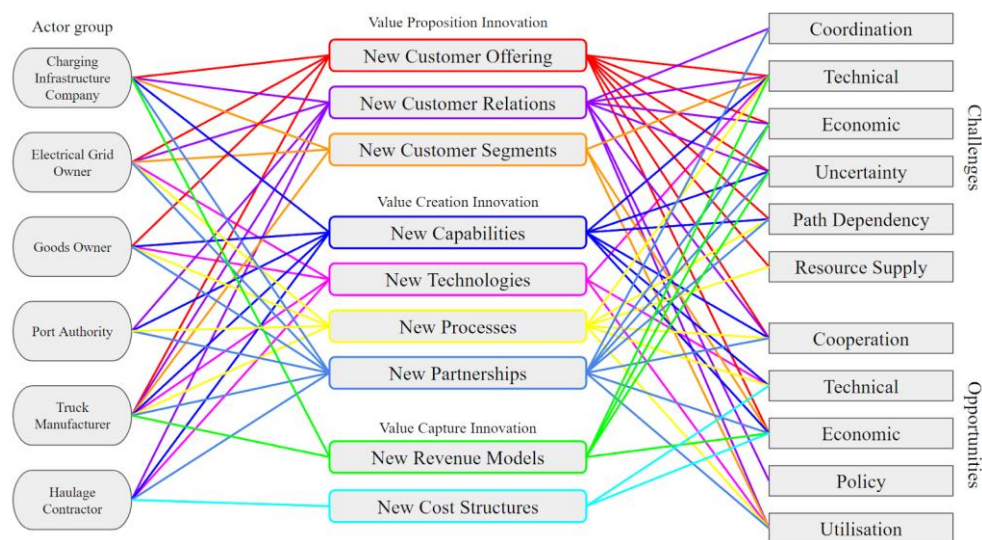 Actor group
Charging
Infrastructure
Company
Electrical Grid
Owner
Goods Owner
Port Authority
Truck
Manufacturer
Haulage
Contractor
Value Proposition Innovation
New Customer Offering
New Customer Relations
New Customer Segments
Value Creation Innovation
New Capabilities
New Technologies
New Processes
New Partnerships
Value Capture Innovation
New Revenue Models
New Cost Structures
Coordination
Technical
Economic
Uncertainty
Path Dependency
Resource Supply
Cooperation
Technical
Economic
Policy
Utilisation
Challenges
Opportunities